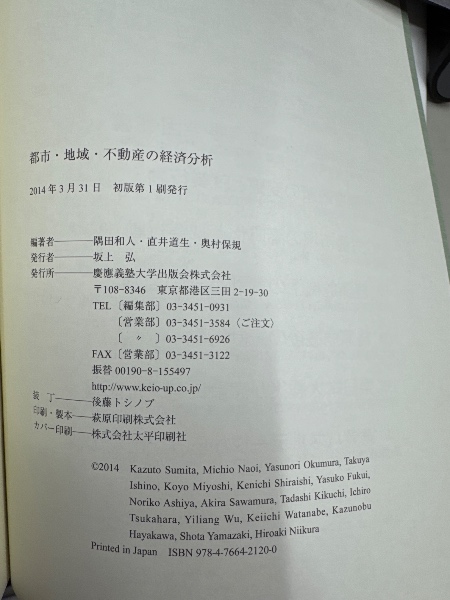 都市・地域・不動産の経済分析
2014年3月31日　初版第1刷発行
編著者―――隅田和人・直井道生・奥村保規
発行者―――坂上　弘
発行所―――慶應義塾大学出版会株式会社
〒108-8346　東京都港区三田2-19-30
TEL〔編集部〕03-3451-0931
〔営業部〕03-3451-3584（ご注文）
〔　〃　〕03-3451-6926
FAX〔営業部〕03-3451-3122
振替 00190-8-155497
http://www.keio-up.co.jp/
装　丁―――後藤トシノブ
印刷・製本――萩原印刷株式会社
カバー印刷――株式会社太平印刷社
©2014　Kazuto Sumita, Michio Naoi, Yasunori Okumura, Takuya
Ishino, Koyo Miyoshi, Kenichi Shiraishi, Yasuko Fukui,
Noriko Ashiya, Akira Sawamura, Tadashi Kikuchi, Ichiro
Tsukahara, Yiliang Wu, Keiichi Watanabe, Kazunobu
Hayakawa, Shota Yamazaki, Hiroaki Niikura
Printed in Japan　ISBN 978-4-7664-2120-0